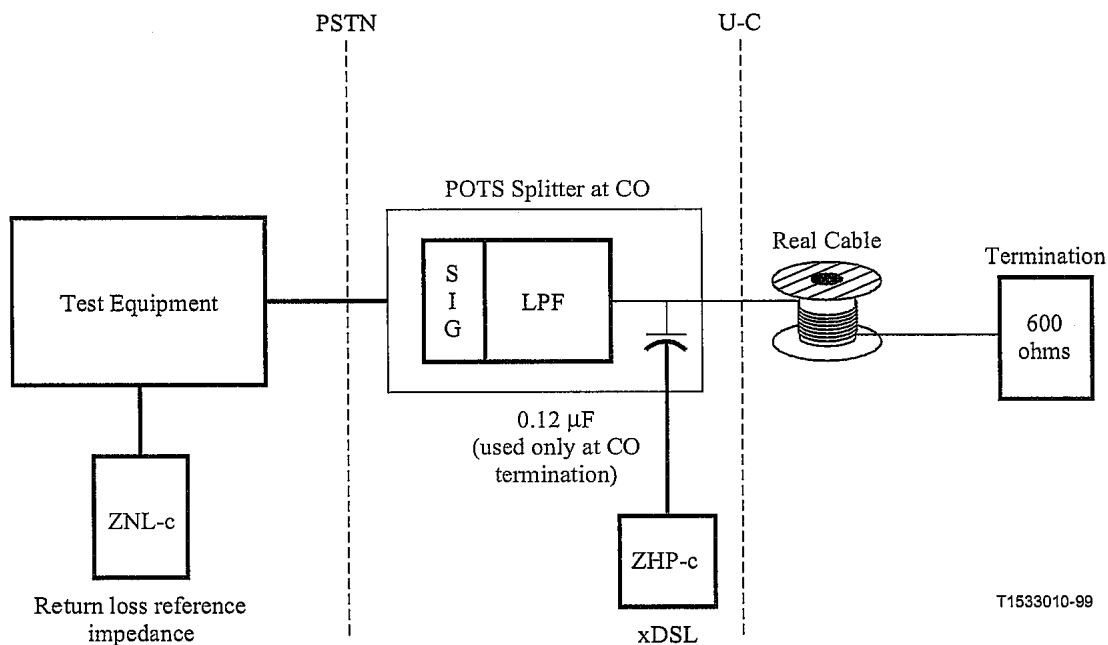 PSTN
U-C
POTS Splitter at CO
Test Equipment
S
I
G
LPF
Real Cable
Termination
600
ohms
0.12 μF
(used only at CO
termination)
ZNL-c
ZHP-c
Return loss reference
impedance
xDSL
T1533010-99